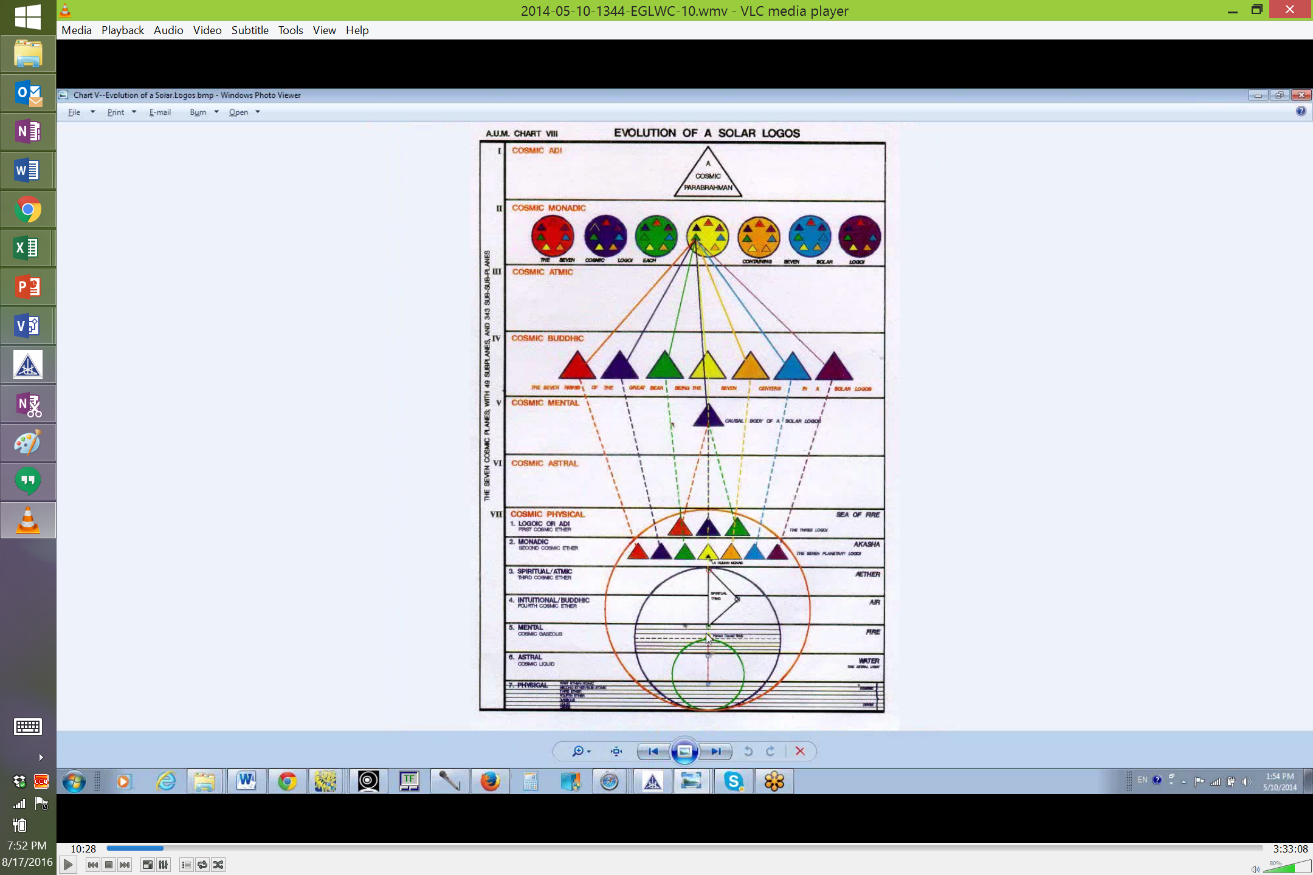 2014-05-10-1344-EGLWC-10.wmv - VLC media player
Media Playback Audio Video Subtitle Tools View Help
Chart V--Evolution of a Solar Logos.bmp - Windows Photo Viewer
File Print E-mail Burn Open
A.U.M. CHART VIII EVOLUTION OF A SOLAR LOGOS
THE SEVEN COSMIC PLANES; WITH 49 SUBPLANES, AND 343 SUB-SUB-PLANES
I COSMIC ADI
A
COSMIC
PARABRAHMAN
II COSMIC MONADIC
THE SEVEN COSMIC LOGOI EACH CONTAINING SEVEN SOLAR LOGOI
III COSMIC ATMIC
IV COSMIC BUDDHIC
THE SEVEN RISHIS OF THE GREAT BEAR BEING THE SEVEN CENTERS IN A SOLAR LOGOS
V COSMIC MENTAL
CAUSAL BODY OF A SOLAR LOGOS
VI COSMIC ASTRAL
VII COSMIC PHYSICAL SEA OF FIRE
1. LOGOIC OR ADI
FIRST COSMIC ETHER THE THREE LOGOI
2. MONADIC AKASHA
SECOND COSMIC ETHER THE SEVEN PLANETARY LOGOI
A HUMAN MONAD
3. SPIRITUAL/ATMIC AETHER
THIRD COSMIC ETHER
SPIRITUAL
TRIAD
4. INTUITIONAL/BUDDHIC AIR
FOURTH COSMIC ETHER
5. MENTAL FIRE
COSMIC GASEOUS
6. ASTRAL WATER
COSMIC LIQUID THE ASTRAL LIGHT
7. PHYSICAL
EN
1:54 PM
5/10/2014
7:52 PM
8/17/2016
10:28 3:33:08
80%